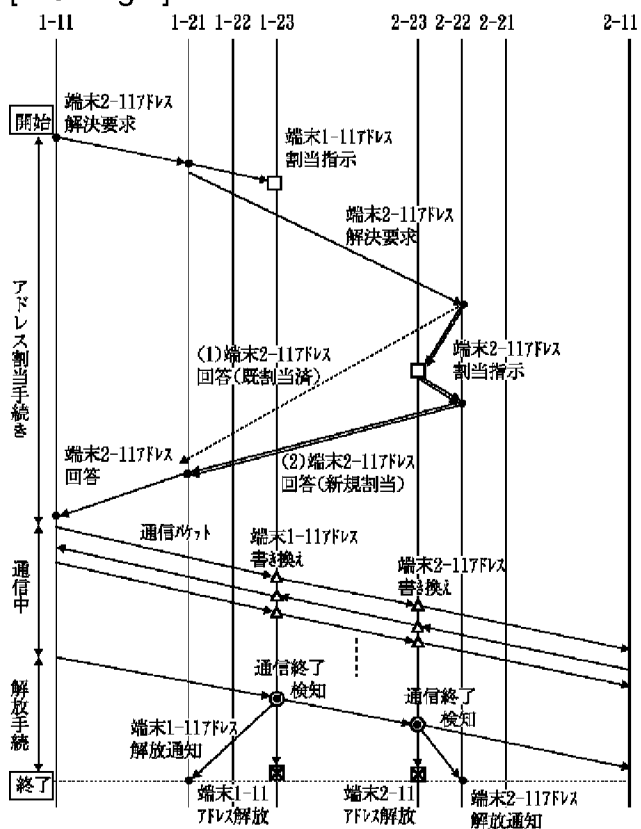 1-11 1-21 1-22 1-23 2-23 2-22 2-21 2-11
開始
端末2-11アドレス
解決要求
端末1-11アドレス
割当指示
端末2-11アドレス
解決要求
アドレス割当手続き
(1)端末2-11アドレス
回答(既割当済)
端末2-11アドレス
割当指示
端末2-11アドレス
回答
(2)端末2-11アドレス
回答(新規割当)
通信パケット
端末1-11アドレス
書き換え
端末2-11アドレス
書き換え
通信中
通信終了
検知
通信終了
検知
解放手続
端末1-11アドレス
解放通知
終了
端末1-11
アドレス解放
端末2-11
アドレス解放
端末2-11アドレス
解放通知